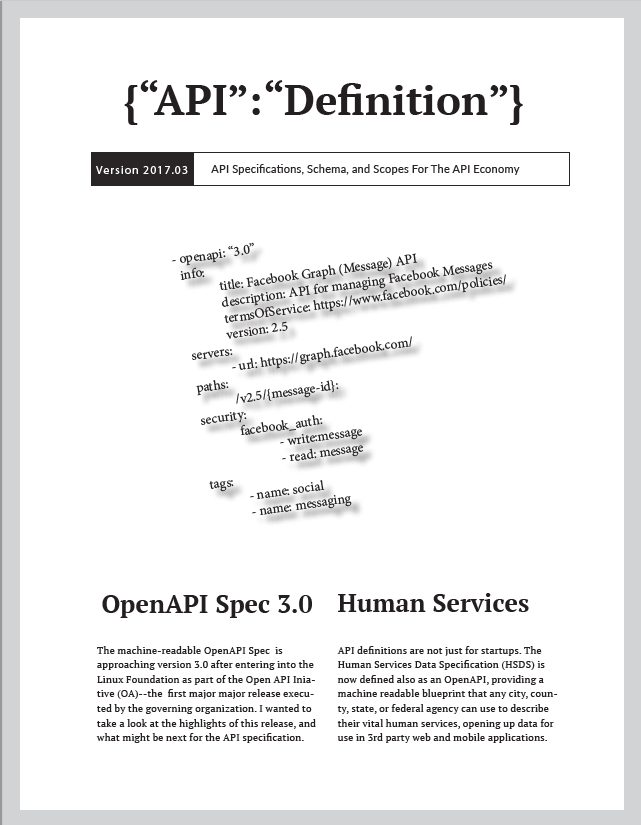 {“API”:“Definition”}
Version 2017.03
API Specifications, Schema, and Scopes For The API Economy
- openapi: “3.0”
info:
title: Facebook Graph (Message) API
description: API for managing Facebook Messages
termsOfService: https://www.facebook.com/policies/
version: 2.5
servers:
- url: https://graph.facebook.com/
paths:
/v2.5/{message-id}:
security:
facebook_auth:
- write:message
- read: message
tags:
- name: social
- name: messaging
OpenAPI Spec 3.0
The machine-readable OpenAPI Spec is
approaching version 3.0 after entering into the
Linux Foundation as part of the Open API Inia-
tive (OA)--the first major major release execu-
ted by the governing organization. I wanted to
take a look at the highlights of this release, and
what might be next for the API specification.
Human Services
API definitions are not just for startups. The
Human Services Data Specification (HSDS) is
now defined also as an OpenAPI, providing a
machine readable blueprint that any city, coun-
ty, state, or federal agency can use to describe
their vital human services, opening up data for
use in 3rd party web and mobile applications.